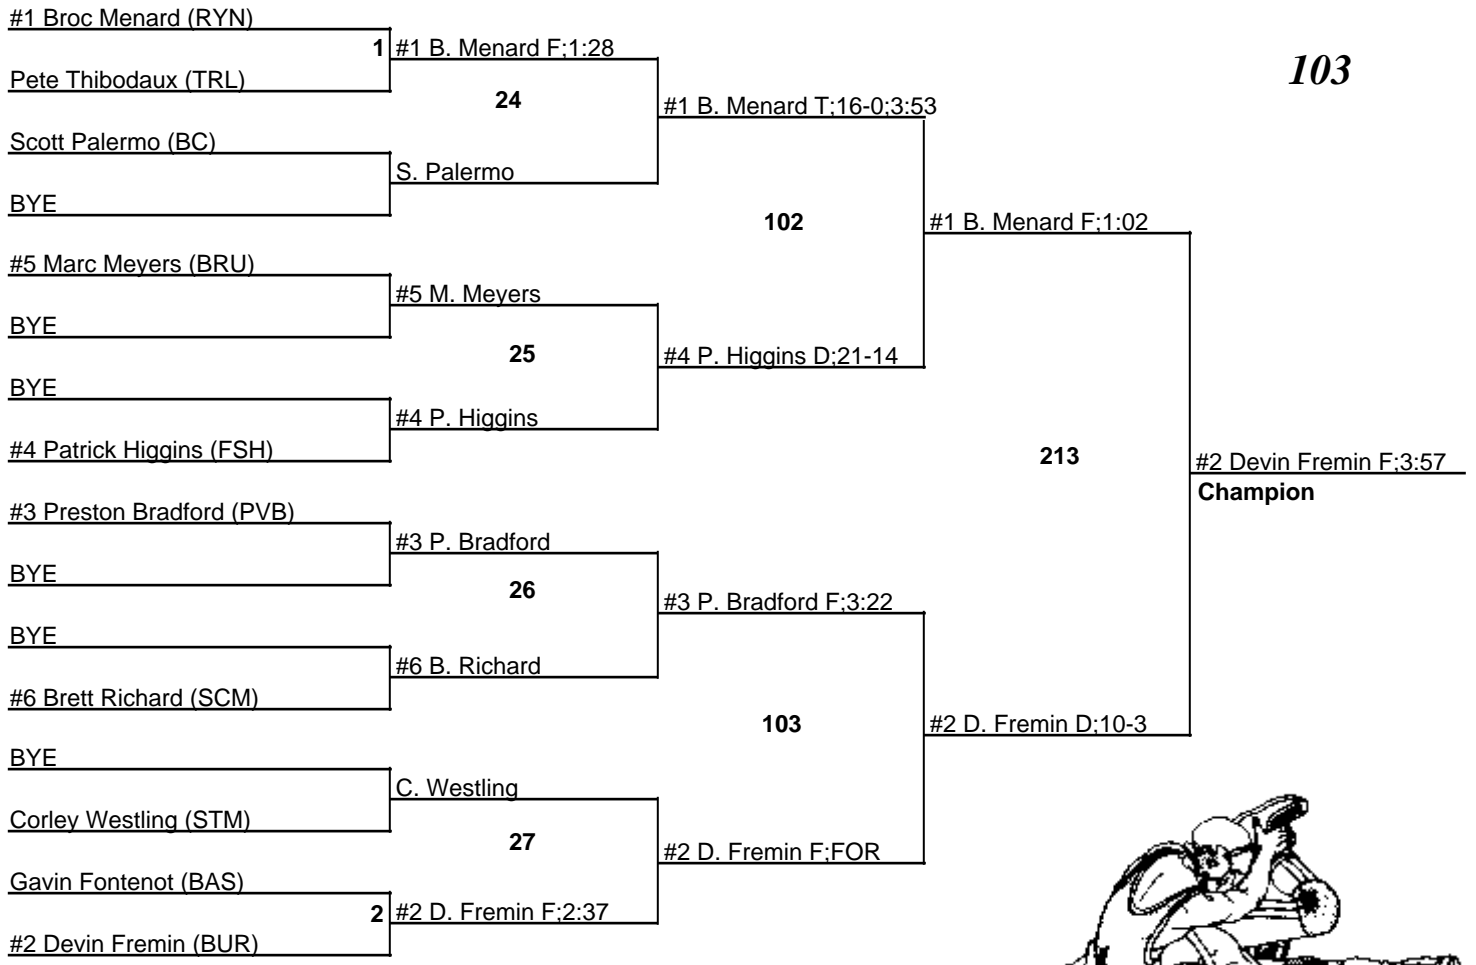 #1 Broc Menard (RYN)
1 #1 B. Menard F;1:28
103
Pete Thibodaux (TRL)
24
#1 B. Menard T;16-0;3:53
Scott Palermo (BC)
S. Palermo
BYE
102
#1 B. Menard F;1:02
#5 Marc Meyers (BRU)
#5 M. Meyers
BYE
25
#4 P. Higgins D;21-14
BYE
#4 P. Higgins
#4 Patrick Higgins (FSH)
213
#2 Devin Fremin F;3:57
Champion
#3 Preston Bradford (PVB)
#3 P. Bradford
BYE
26
#3 P. Bradford F;3:22
BYE
#6 B. Richard
#6 Brett Richard (SCM)
103
#2 D. Fremin D;10-3
BYE
C. Westling
Corley Westling (STM)
27
#2 D. Fremin F;FOR
Gavin Fontenot (BAS)
2 #2 D. Fremin F;2:37
#2 Devin Fremin (BUR)